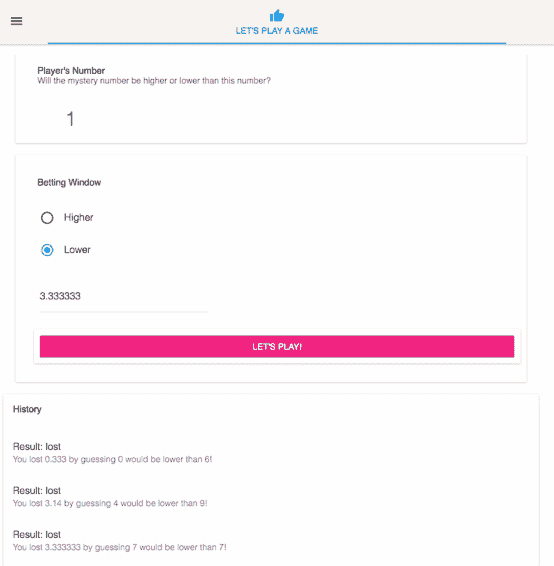 LET'S PLAY A GAME
Player's Number
Will the mystery number be higher or lower than this number?
1
Betting Window
Higher
Lower
3.333333
LET'S PLAY!
History
Result: lost
You lost 0.333 by guessing 0 would be lower than 6!
Result: lost
You lost 3.14 by guessing 4 would be lower than 9!
Result: lost
You lost 3.333333 by guessing 7 would be lower than 7!